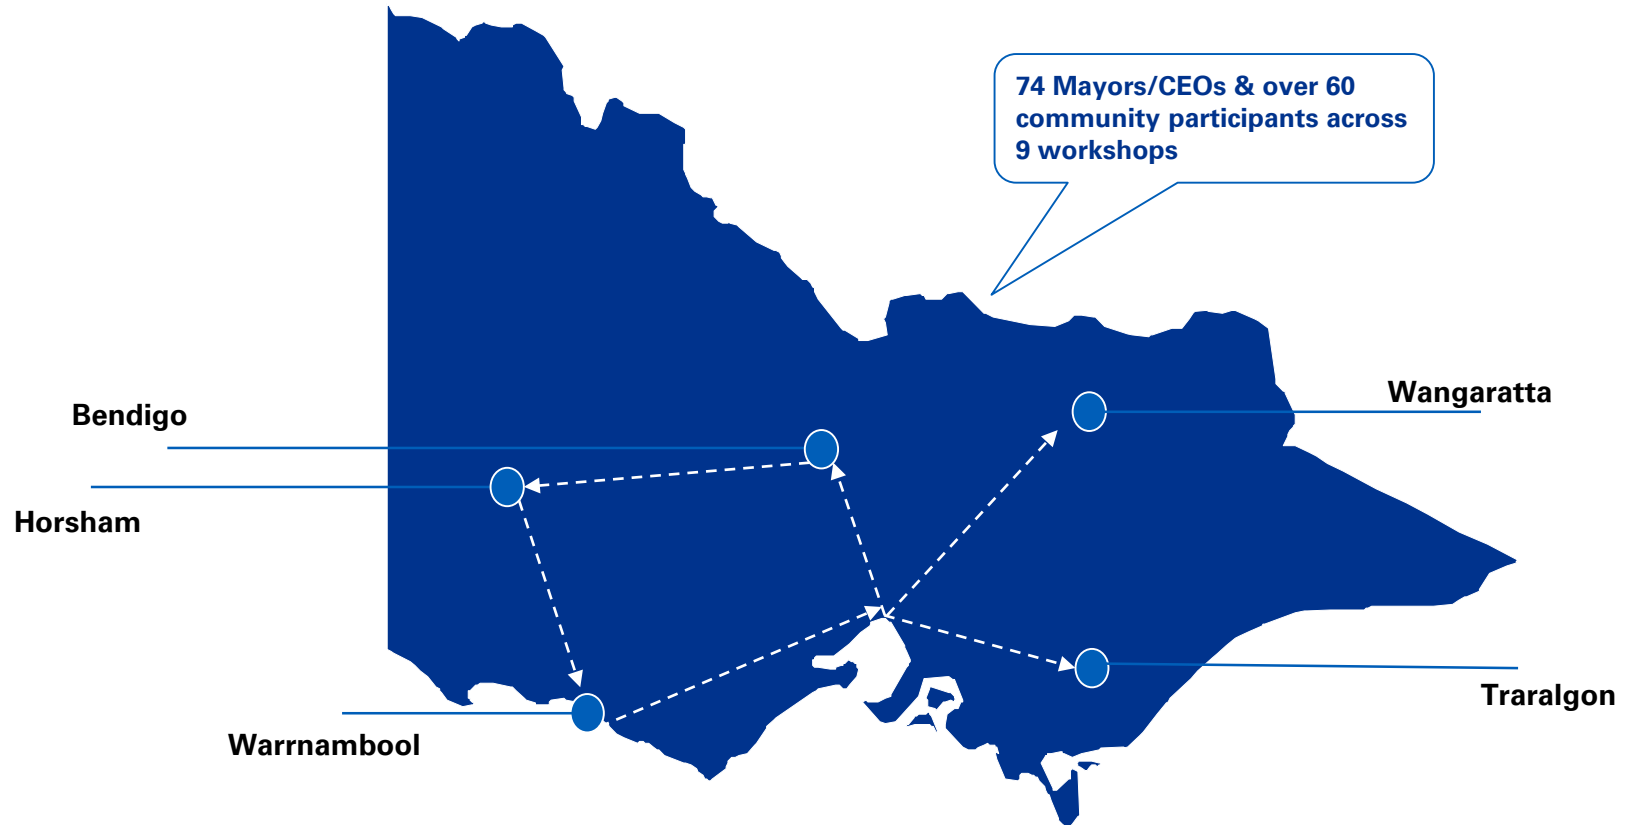 74 Mayors/CEOs & over 60
community participants across
9 workshops
Wangaratta
Bendigo
Horsham
Traralgon
Warrnambool